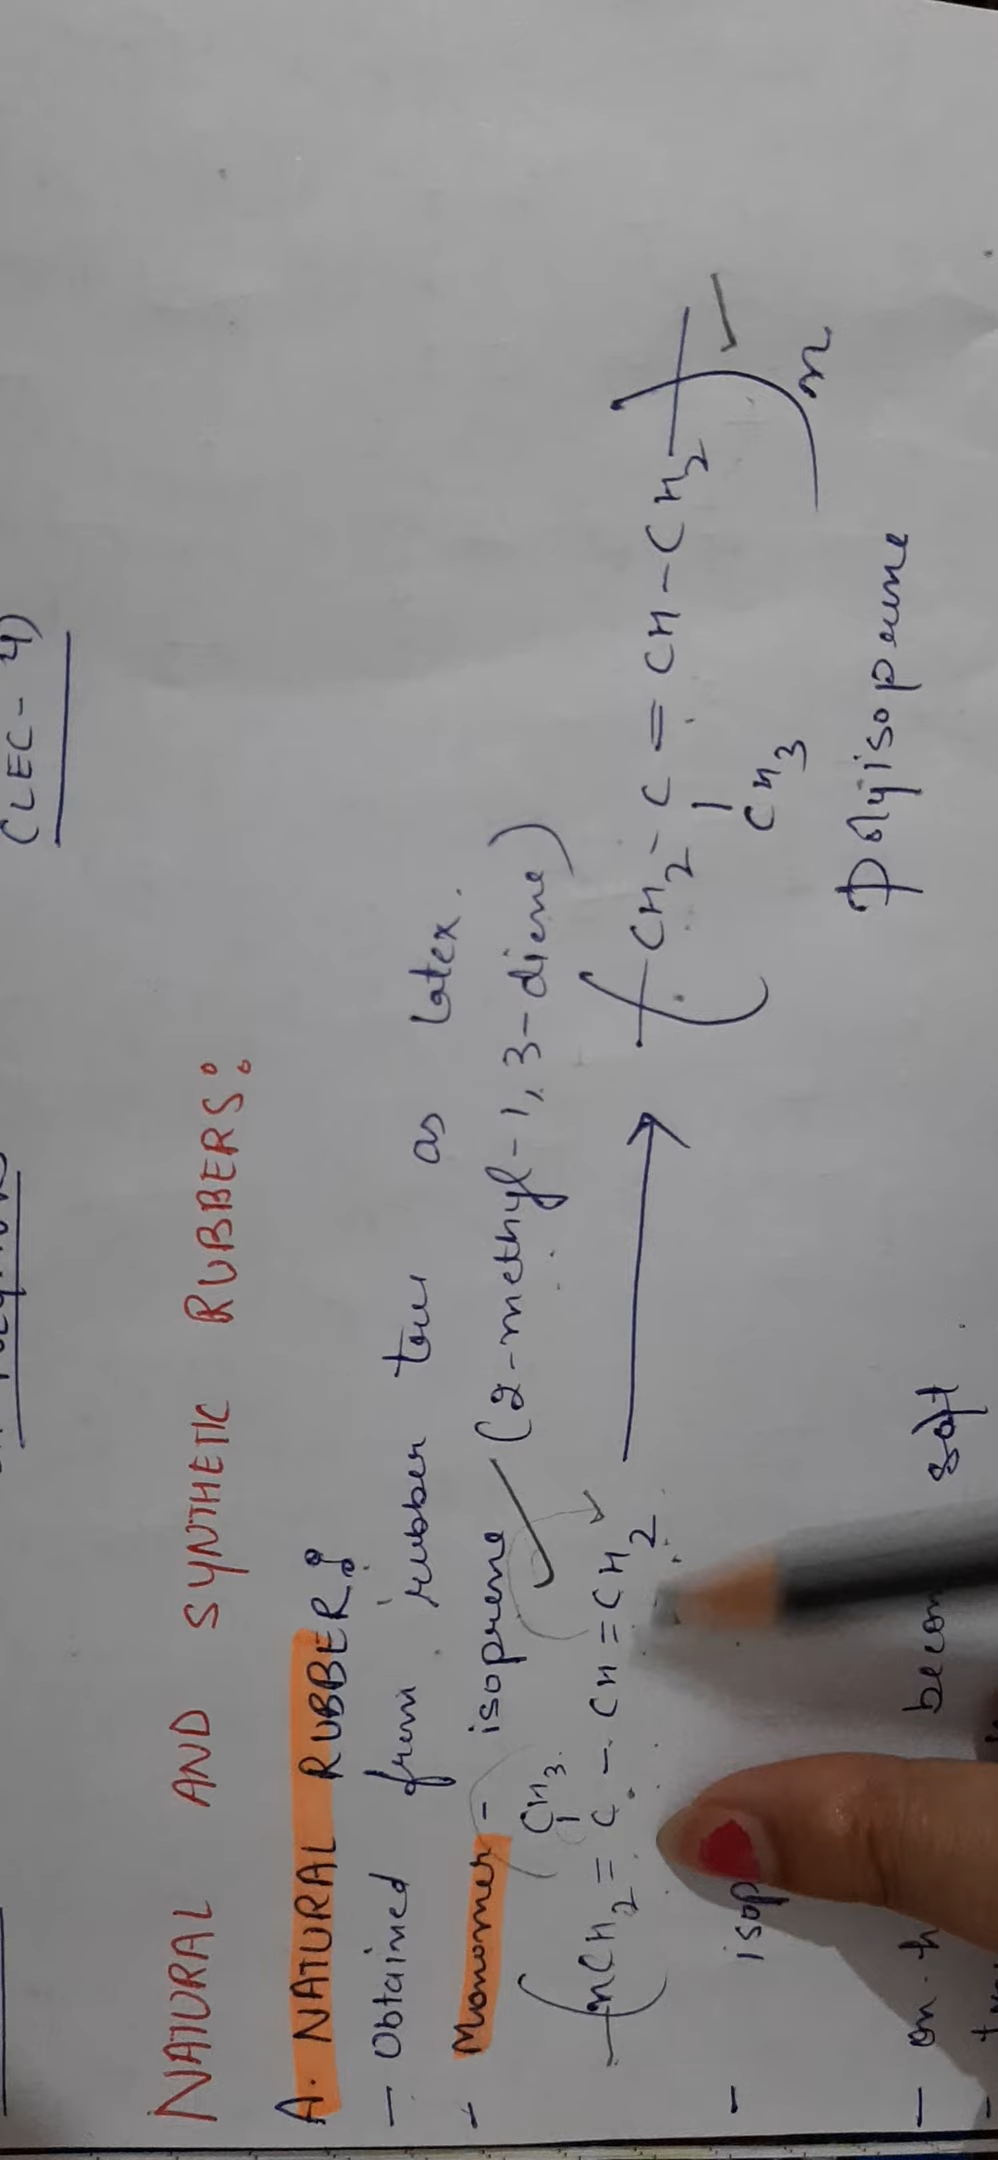 (LEC-4)
NATURAL AND SYNTHETIC RUBBERS:
A. NATURAL RUBBER:
- Obtained from rubber tree as latex.
- Monomer - isoprene (2-methyl-1,3-diene)
CH3
nCH2=C-CH=CH2 ⟶ (CH2-C=CH-CH2)n
CH3
Polyisoprene
- isop
- on h becom soft
-